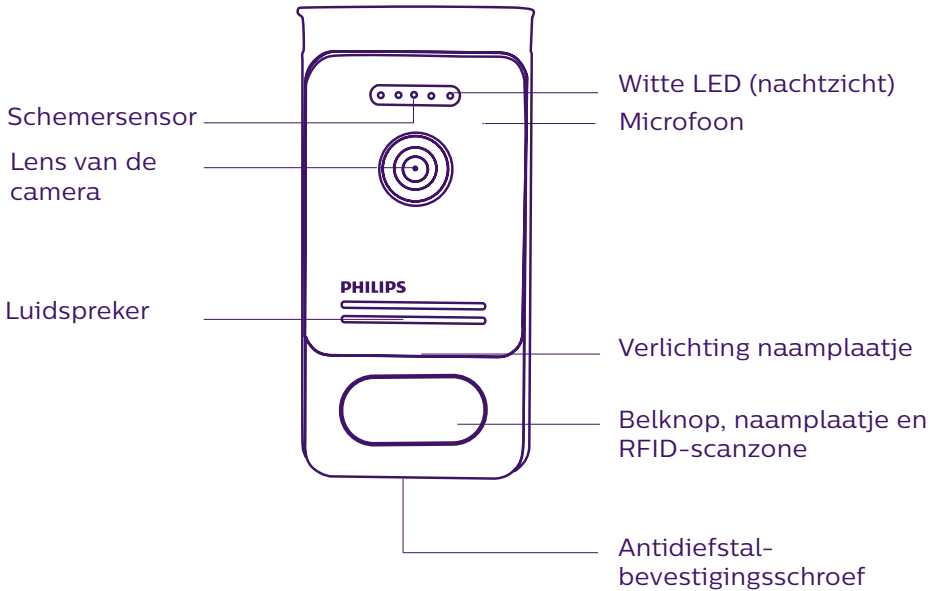 Witte LED (nachtzicht)
Schemersensor
Microfoon
Lens van de
camera
PHILIPS
Luidspreker
Verlichting naamplaatje
Belknop, naamplaatje en
RFID-scanzone
Antidiefstal-
bevestigingsschroef